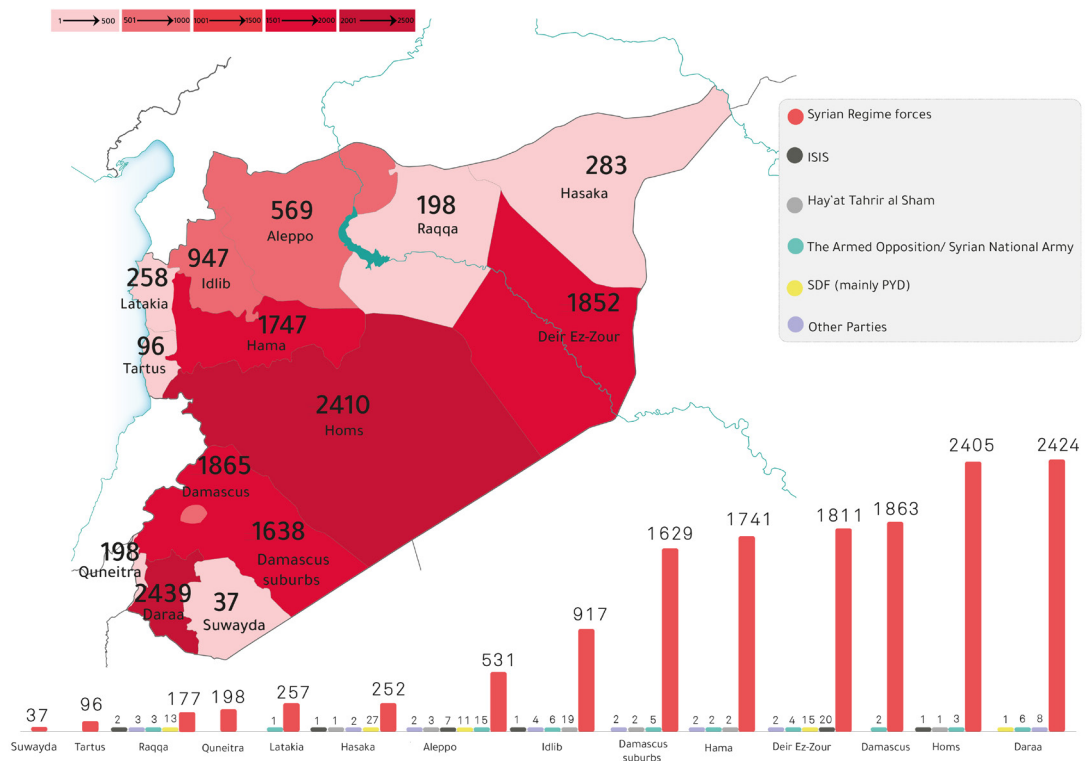 1 500
501 1000
1001 1500
1501 2000
2001 2500
Syrian Regime forces
ISIS
Hay`at Tahrir al Sham
The Armed Opposition/ Syrian National Army
SDF (mainly PYD)
Other Parties
283
Hasaka
198
Raqqa
569
Aleppo
947
Idlib
258
Latakia
1852
Deir Ez-Zour
1747
Hama
96
Tartus
2410
Homs
1865
Damascus
1638
Damascus
suburbs
198
Quneitra
2439
Daraa
37
Suwayda
37
96
2 3 3 13 177
198
1 257
1 1 2 27 252
2 3 7 11 15 531
1 4 6 19 917
2 2 5 1629
2 2 2 1741
2 4 15 20 1811
2 1863
1 1 3 2405
1 6 8 2424
Suwayda
Tartus
Raqqa
Quneitra
Latakia
Hasaka
Aleppo
Idlib
Damascus
suburbs
Hama
Deir Ez-Zour
Damascus
Homs
Daraa